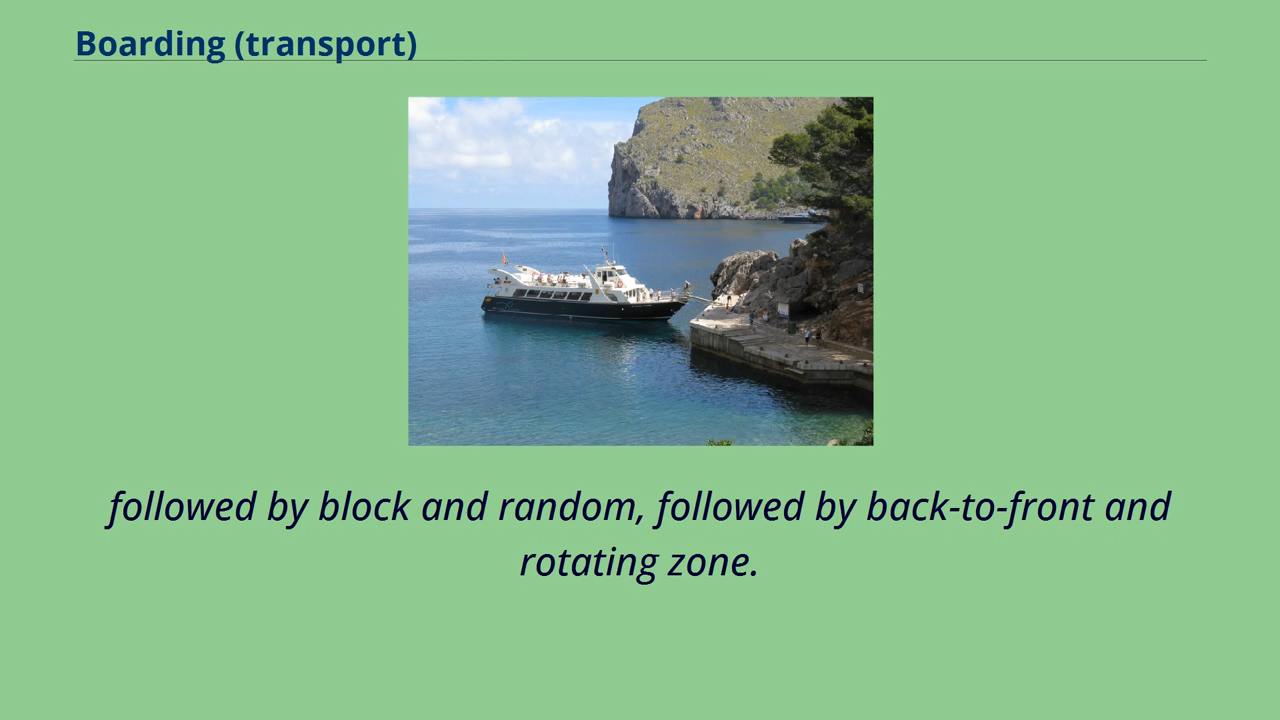 Boarding (transport)
followed by block and random, followed by back-to-front and
rotating zone.